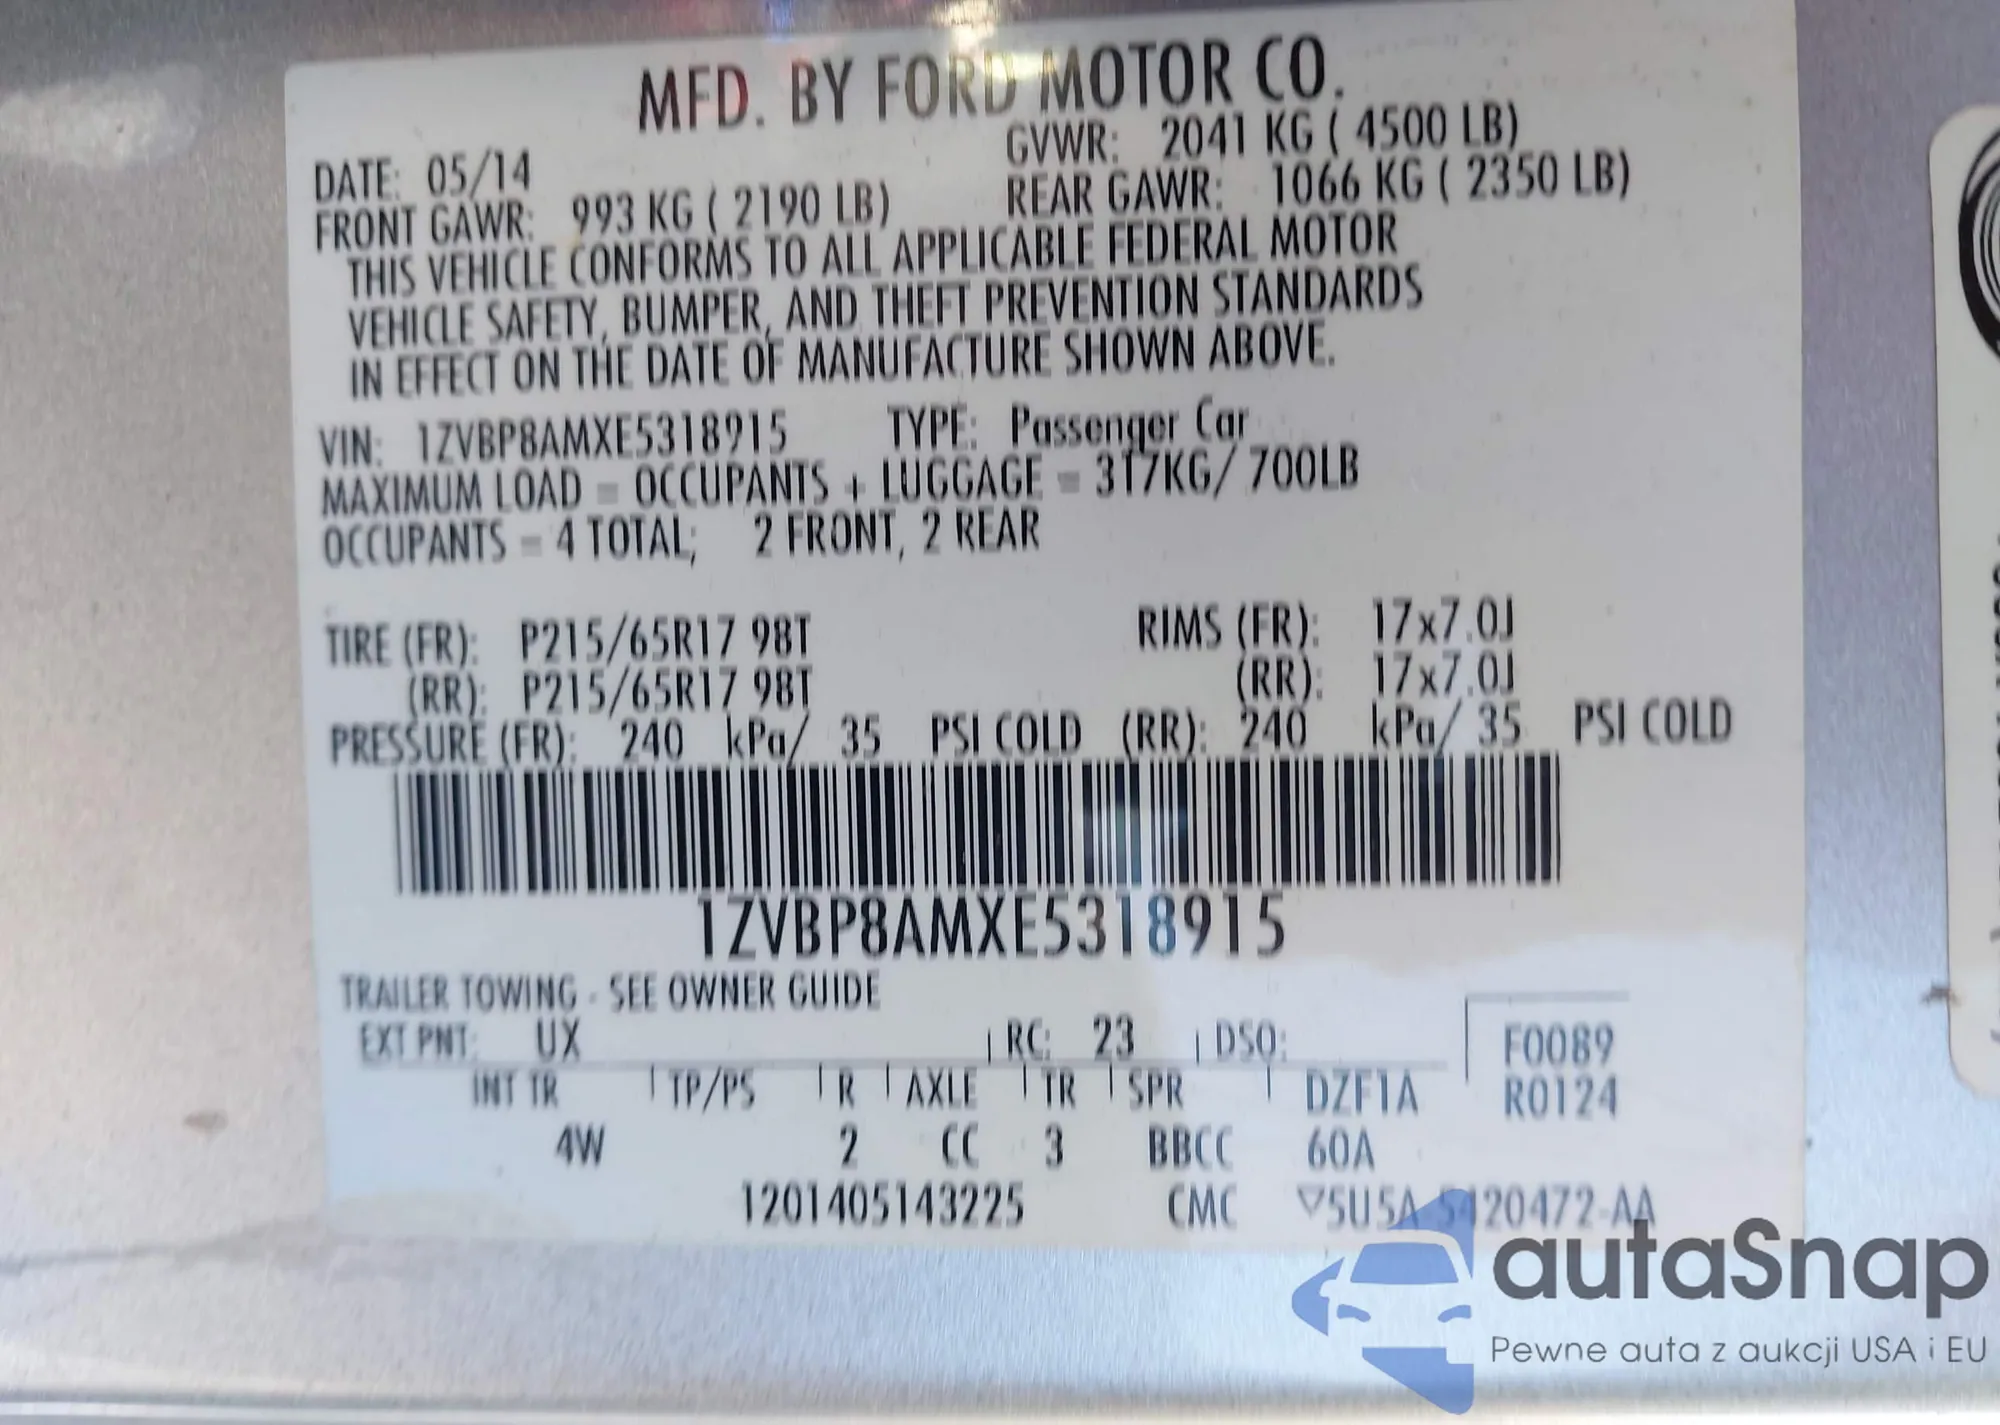 MFD. BY FORD MOTOR CO.
DATE: 05/14 GVWR: 2041 KG ( 4500 LB)
FRONT GAWR: 993 KG ( 2190 LB) REAR GAWR: 1066 KG ( 2350 LB)
THIS VEHICLE CONFORMS TO ALL APPLICABLE FEDERAL MOTOR
VEHICLE SAFETY, BUMPER, AND THEFT PREVENTION STANDARDS
IN EFFECT ON THE DATE OF MANUFACTURE SHOWN ABOVE.
VIN: 1ZVBP8AMXE5318915 TYPE: Passenger Car
MAXIMUM LOAD = OCCUPANTS + LUGGAGE = 317KG/ 700LB
OCCUPANTS = 4 TOTAL; 2 FRONT, 2 REAR
TIRE (FR): P215/65R17 98T RIMS (FR): 17x7.0J
(RR): P215/65R17 98T (RR): 17x7.0J
PRESSURE (FR): 240 kPa/ 35 PSI COLD (RR): 240 kPa/ 35 PSI COLD
1ZVBP8AMXE5318915
TRAILER TOWING - SEE OWNER GUIDE
EXT PNT: UX RC: 23 DSO: F0089
INT TR TP/PS R AXLE TR SPR DZF1A R0124
4W 2 CC 3 BBCC 60A
1201405143225 CMC ▽5U5A-5420472-AA
autaSnap
Pewne auta z aukcji USA i EU